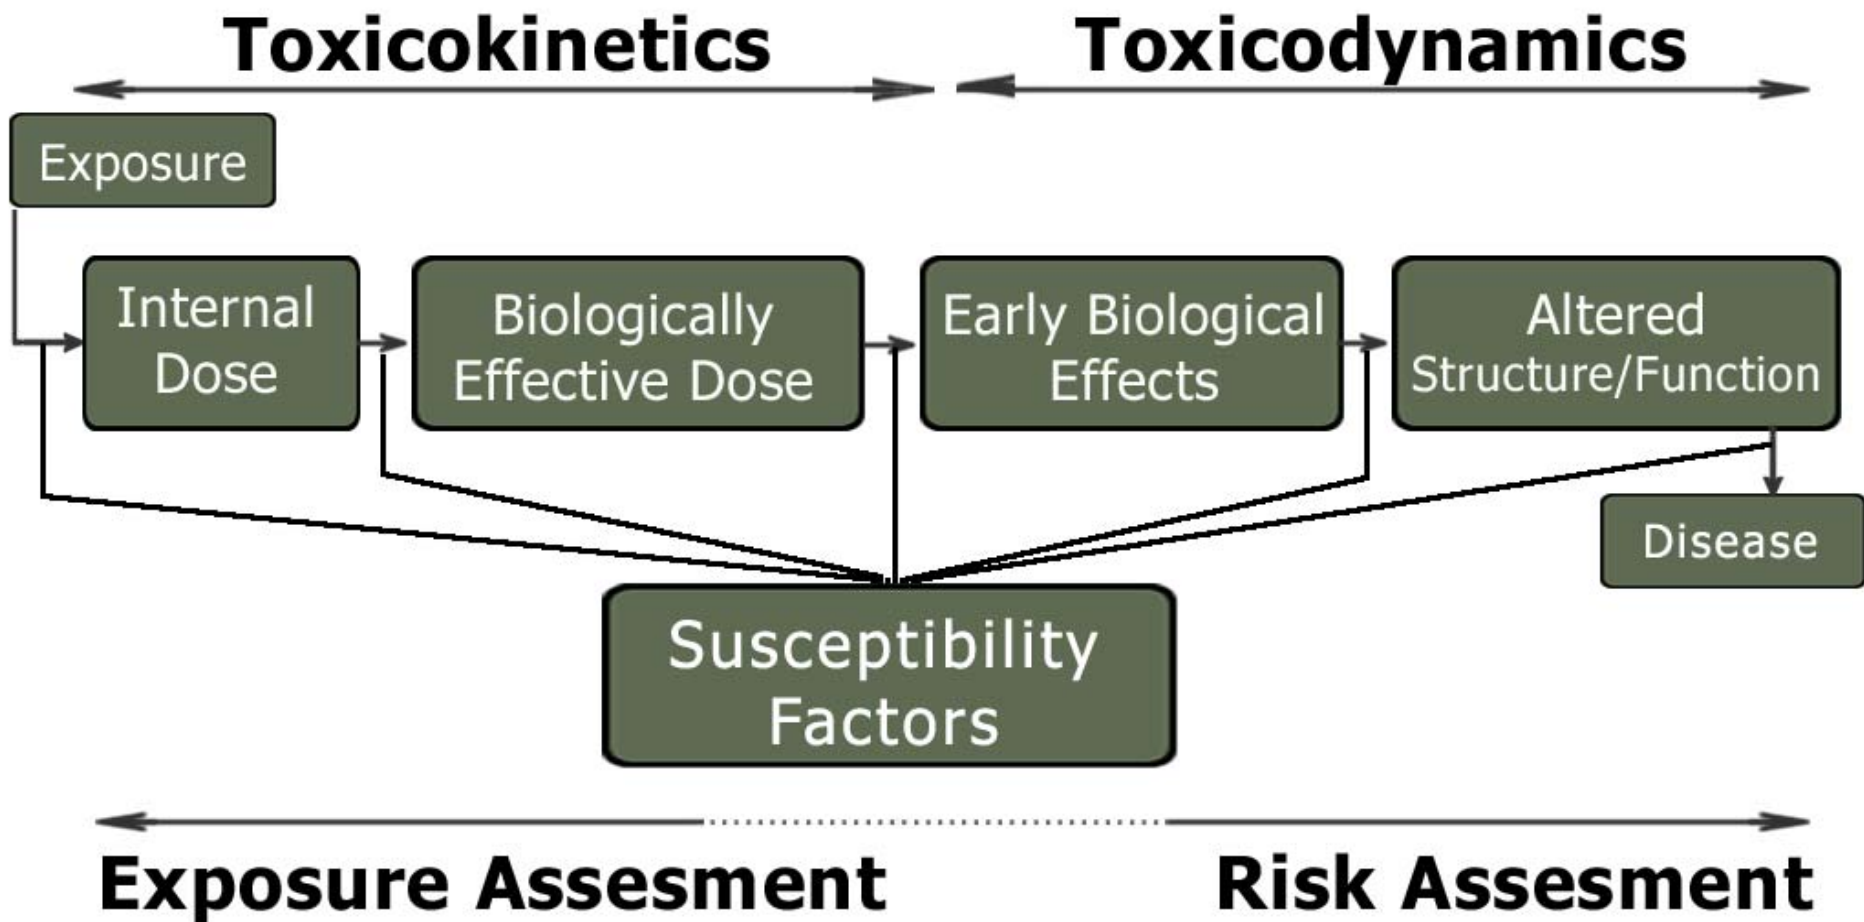 Toxicokinetics
Toxicodynamics
Exposure
Internal
Dose
Biologically
Effective Dose
Early Biological
Effects
Altered
Structure/Function
Disease
Susceptibility
Factors
Exposure Assesment
Risk Assesment